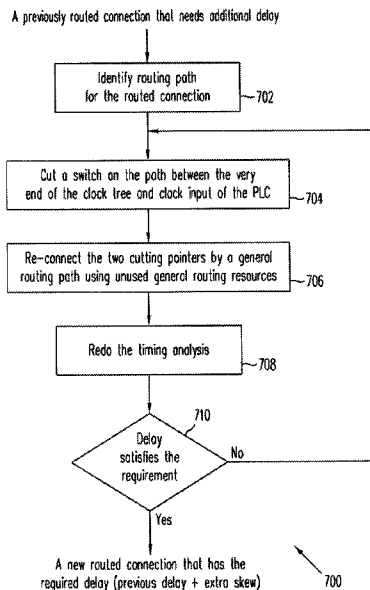 A previously routed connection that needs additional delay
Identify routing path
for the routed connection
702
Cut a switch on the path between the very
end of the clock tree and clock input of the PLC
704
Re-connect the two cutting pointers by a general
routing path using unused general routing resources
706
Redo the timing analysis
708
710
Delay
satisfies the
requirement
No
Yes
A new routed connection that has the
required delay (previous delay + extra skew)
700